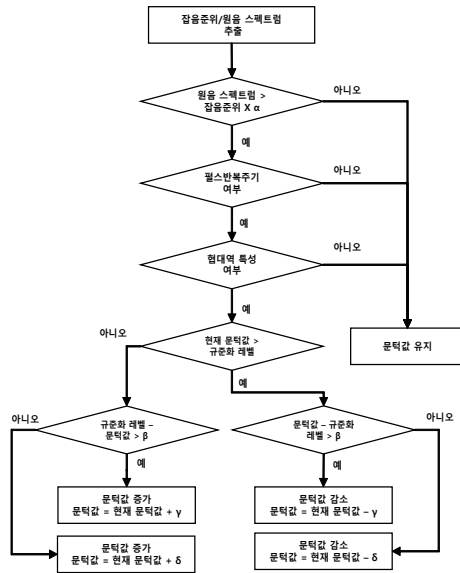 잡음준위/원음 스펙트럼
추출
원음 스펙트럼 >
잡음준위 X α
아니오
예
펄스반복주기
여부
아니오
예
협대역 특성
여부
아니오
예
현재 문턱값 >
규준화 레벨
문턱값 유지
아니오
예
규준화 레벨 –
문턱값 > β
아니오
예
문턱값 – 규준화
레벨 > β
아니오
예
문턱값 증가
문턱값 = 현재 문턱값 + γ
문턱값 감소
문턱값 = 현재 문턱값 – γ
문턱값 증가
문턱값 = 현재 문턱값 + δ
문턱값 감소
문턱값 = 현재 문턱값 – δ